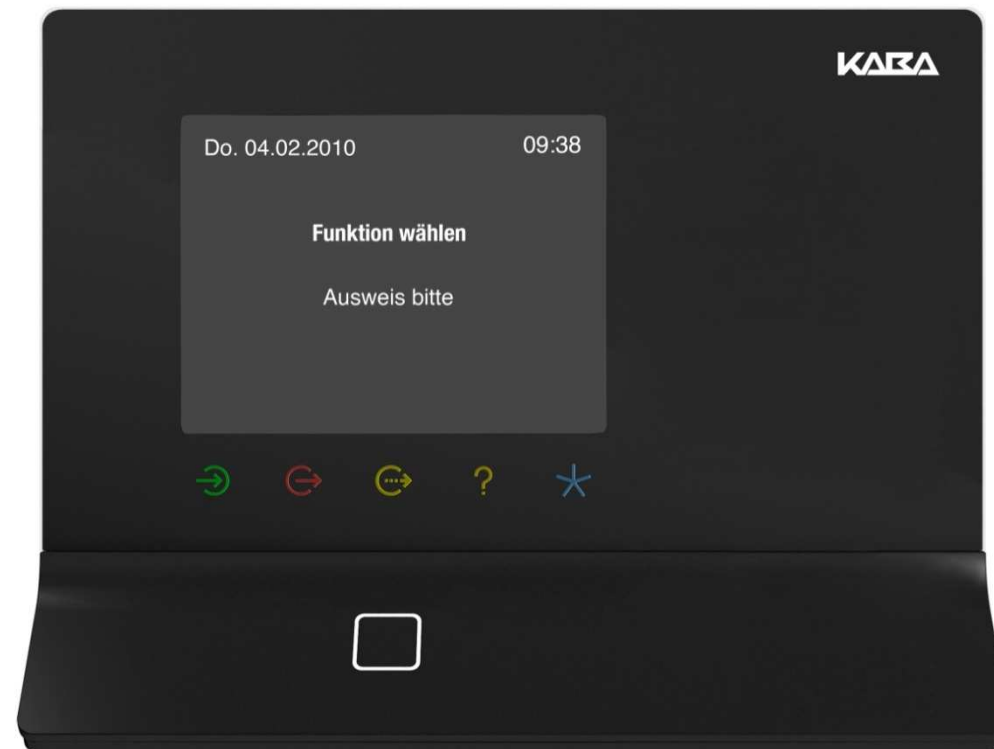 KABA
Do. 04.02.2010 09:38
Funktion wählen
Ausweis bitte
?